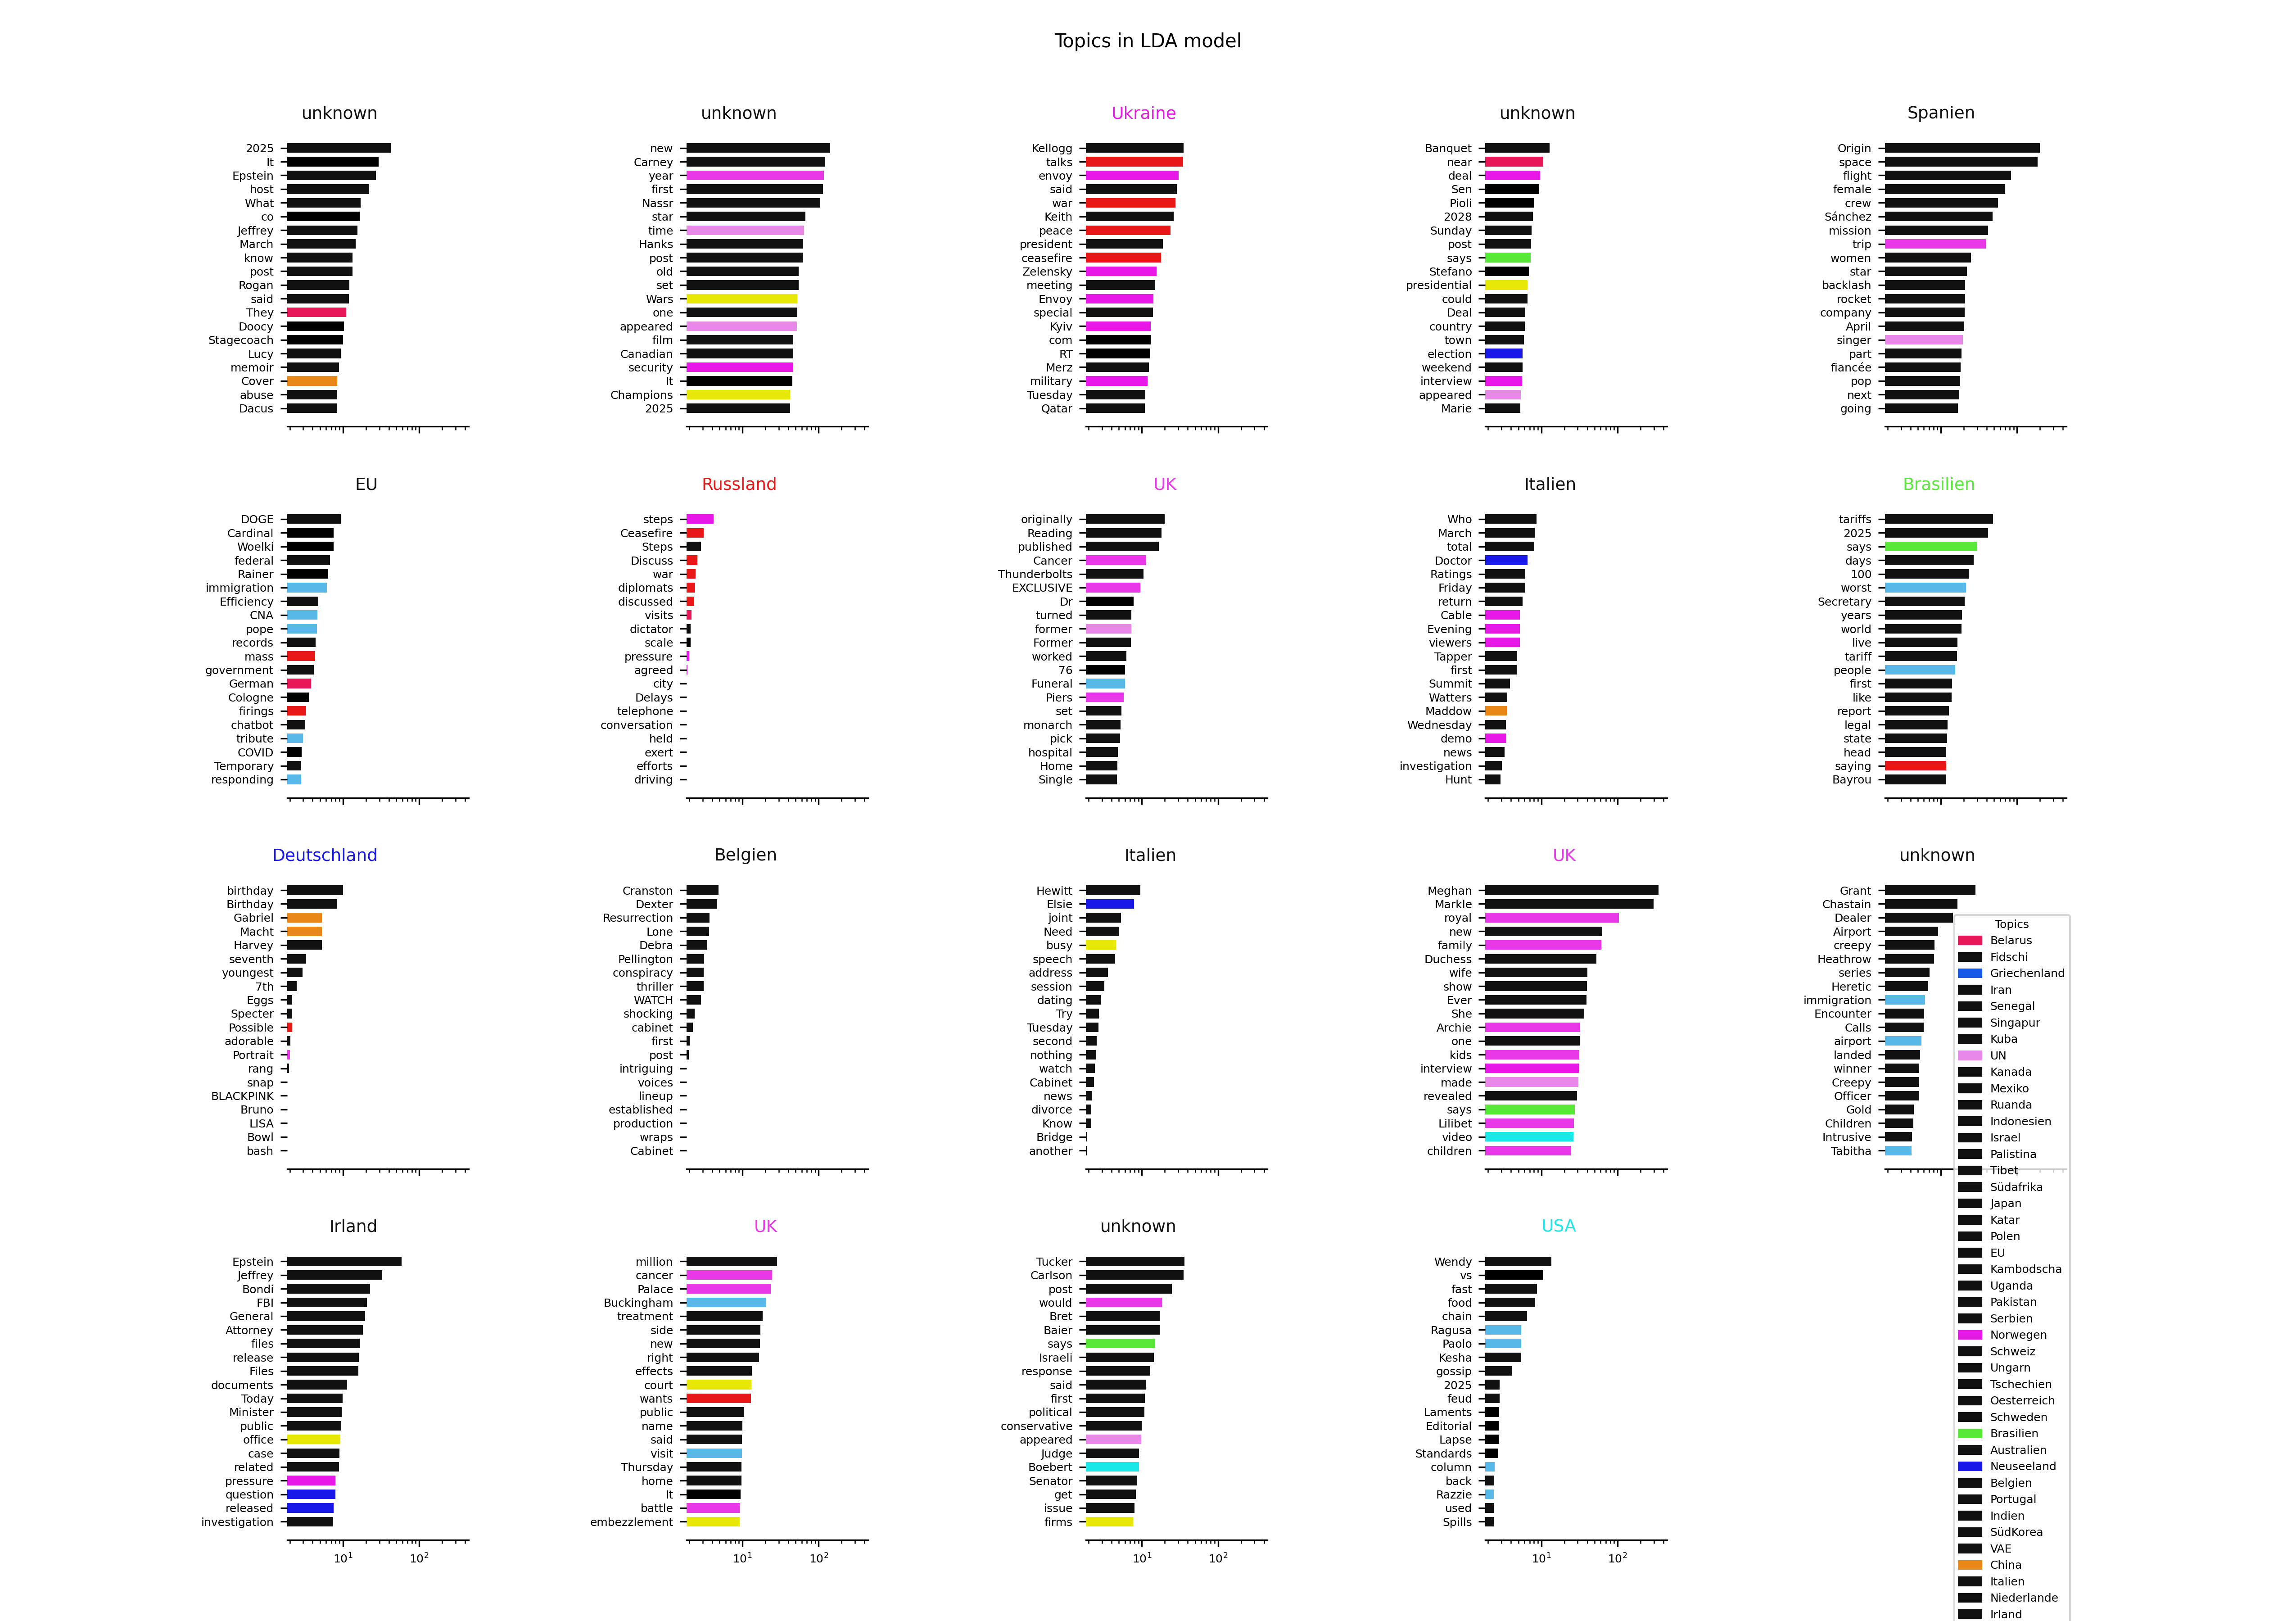 Topics in LDA model
unknown
2025
It
Epstein
host
What
co
Jeffrey
March
know
post
Rogan
said
They
Doocy
Stagecoach
Lucy
memoir
Cover
abuse
Dacus
unknown
new
Carney
year
first
Nassr
star
time
Hanks
post
old
set
Wars
one
appeared
film
Canadian
security
It
Champions
2025
Ukraine
Kellogg
talks
envoy
said
war
Keith
peace
president
ceasefire
Zelensky
meeting
Envoy
special
Kyiv
com
RT
Merz
military
Tuesday
Qatar
unknown
Banquet
near
deal
Sen
Pioli
2028
Sunday
post
says
Stefano
presidential
could
Deal
country
town
election
weekend
interview
appeared
Marie
Spanien
Origin
space
flight
female
crew
Sánchez
mission
trip
women
star
backlash
rocket
company
April
singer
part
fiancée
pop
next
going
EU
DOGE
Cardinal
Woelki
federal
Rainer
immigration
Efficiency
CNA
pope
records
mass
government
German
Cologne
firings
chatbot
tribute
COVID
Temporary
responding
Russland
steps
Ceasefire
Steps
Discuss
war
diplomats
discussed
visits
dictator
scale
pressure
agreed
city
Delays
telephone
conversation
held
exert
efforts
driving
UK
originally
Reading
published
Cancer
Thunderbolts
EXCLUSIVE
Dr
turned
former
Former
worked
76
Funeral
Piers
set
monarch
pick
hospital
Home
Single
Italien
Who
March
total
Doctor
Ratings
Friday
return
Cable
Evening
viewers
Tapper
first
Summit
Watters
Maddow
Wednesday
demo
news
investigation
Hunt
Brasilien
tariffs
2025
says
days
100
worst
Secretary
years
world
live
tariff
people
first
like
report
legal
state
head
saying
Bayrou
Deutschland
birthday
Birthday
Gabriel
Macht
Harvey
seventh
youngest
7th
Eggs
Specter
Possible
adorable
Portrait
rang
snap
BLACKPINK
Bruno
LISA
Bowl
bash
Belgien
Cranston
Dexter
Resurrection
Lone
Debra
Pellington
conspiracy
thriller
WATCH
shocking
cabinet
first
post
intriguing
voices
lineup
established
production
wraps
Cabinet
Italien
Hewitt
Elsie
joint
Need
busy
speech
address
session
dating
Try
Tuesday
second
nothing
watch
Cabinet
news
divorce
Know
Bridge
another
UK
Meghan
Markle
royal
new
family
Duchess
wife
show
Ever
She
Archie
one
kids
interview
made
revealed
says
Lilibet
video
children
unknown
Grant
Chastain
Dealer
Airport
creepy
Heathrow
series
Heretic
immigration
Encounter
Calls
airport
landed
winner
Creepy
Officer
Gold
Children
Intrusive
Tabitha
Irland
Epstein
Jeffrey
Bondi
FBI
General
Attorney
files
release
Files
documents
Today
Minister
public
office
case
related
pressure
question
released
investigation
10¹ 10²
UK
million
cancer
Palace
Buckingham
treatment
side
new
right
effects
court
wants
public
name
said
visit
Thursday
home
It
battle
embezzlement
10¹ 10²
unknown
Tucker
Carlson
post
would
Bret
Baier
says
Israeli
response
said
first
political
conservative
appeared
Judge
Boebert
Senator
get
issue
firms
10¹ 10²
USA
Wendy
vs
fast
food
chain
Ragusa
Paolo
Kesha
gossip
2025
feud
Laments
Editorial
Lapse
Standards
column
back
Razzie
used
Spills
10¹ 10²
Topics
Belarus
Fidschi
Griechenland
Iran
Senegal
Singapur
Kuba
UN
Kanada
Mexiko
Ruanda
Indonesien
Israel
Palistina
Tibet
Südafrika
Japan
Katar
Polen
EU
Kambodscha
Uganda
Pakistan
Serbien
Norwegen
Schweiz
Ungarn
Tschechien
Oesterreich
Schweden
Brasilien
Australien
Neuseeland
Belgien
Portugal
Indien
SüdKorea
VAE
China
Italien
Niederlande
Irland